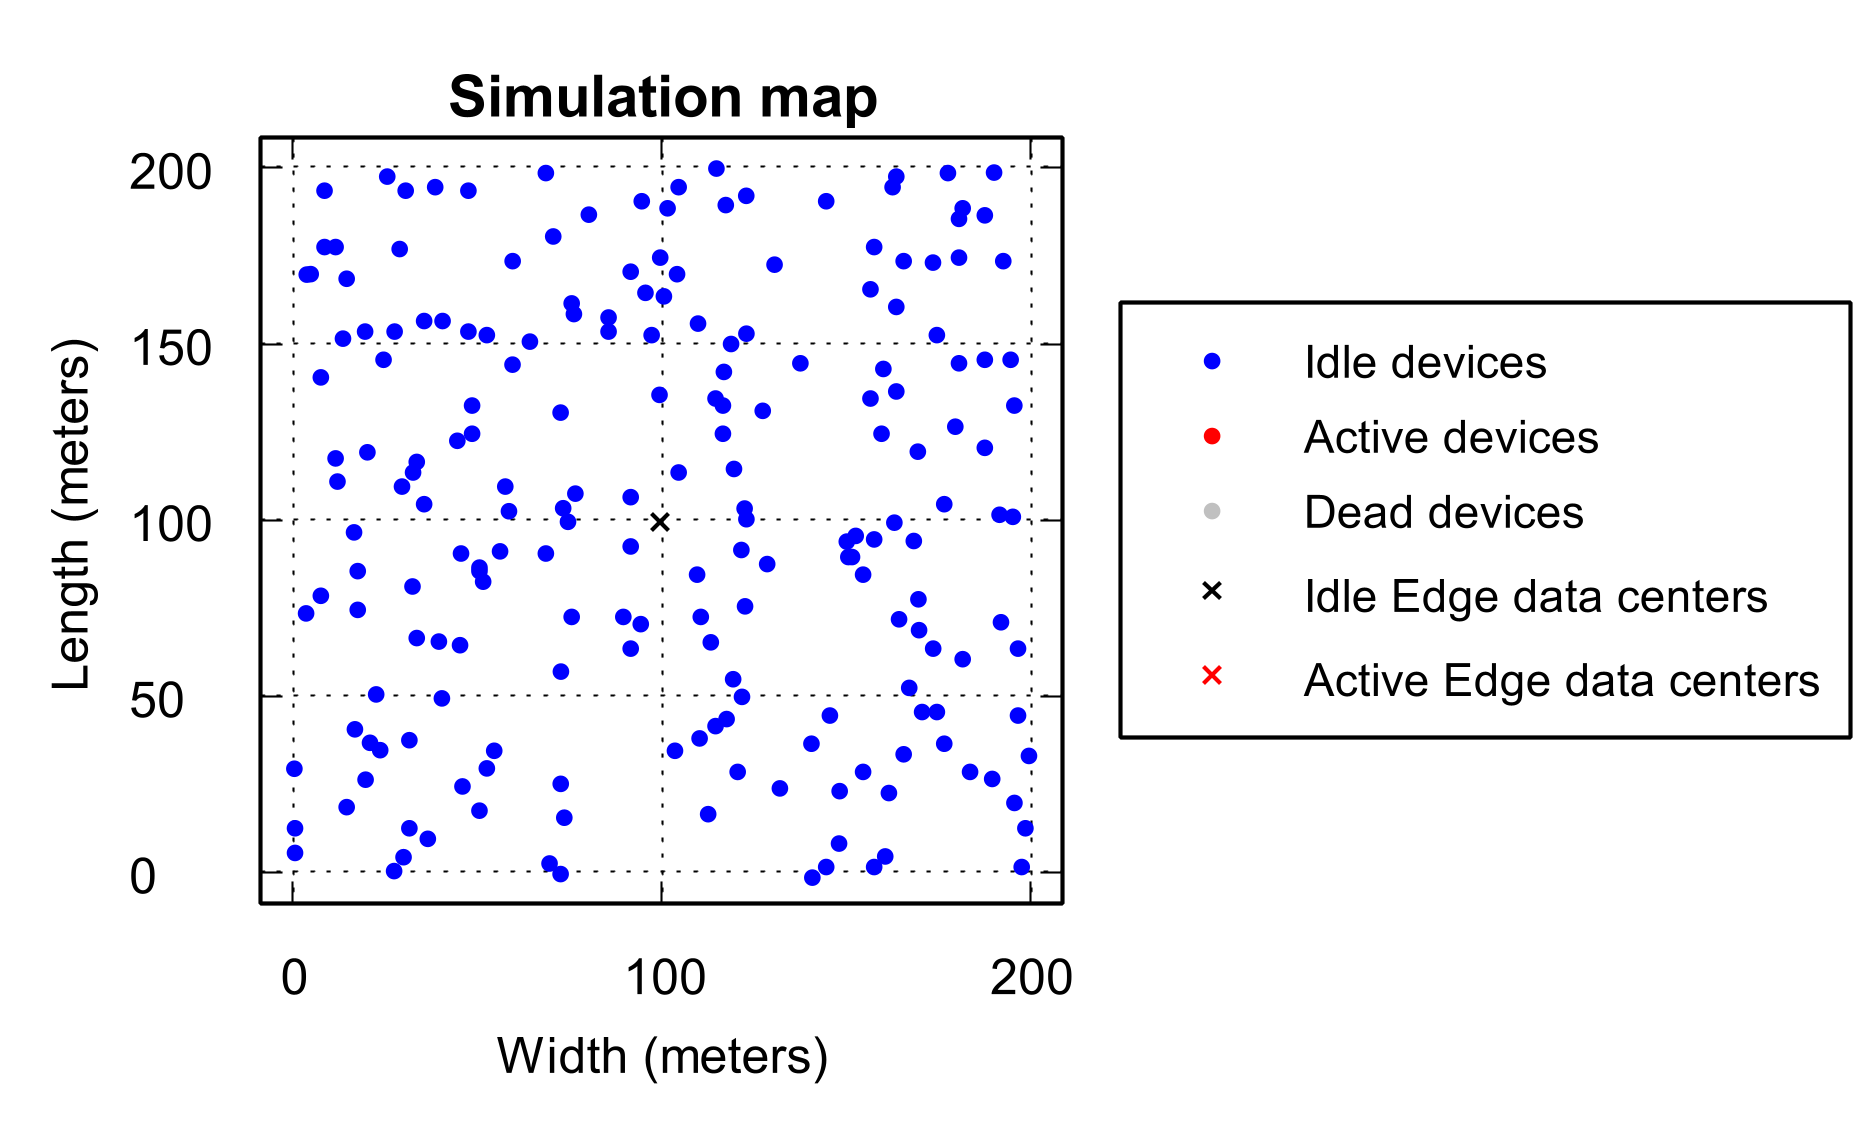 Simulation map
200
150
100
50
0
Length (meters)
0 100 200
Width (meters)
Idle devices
Active devices
Dead devices
Idle Edge data centers
Active Edge data centers